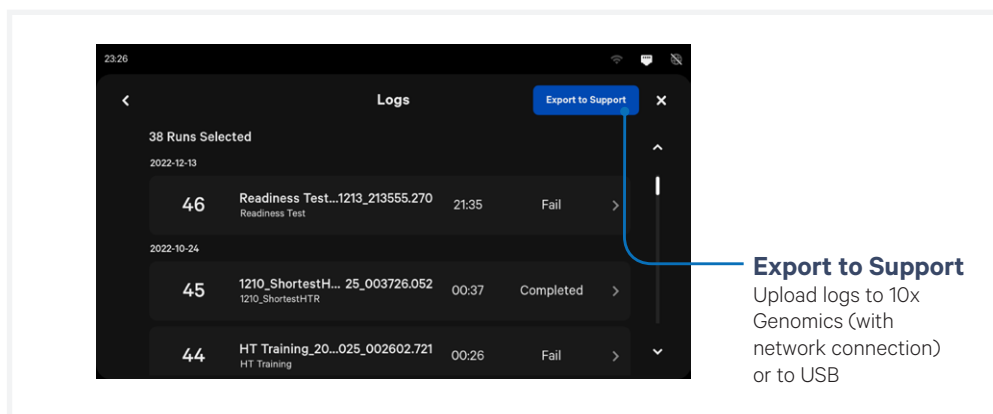 23:26
Logs
Export to Support
38 Runs Selected
2022-12-13
46
Readiness Test...1213_213555.270
Readiness Test
21:35
Fail
2022-10-24
45
1210_ShortestH... 25_003726.052
1210_ShortestHTR
00:37
Completed
44
HT Training_20...025_002602.721
HT Training
00:26
Fail
Export to Support
Upload logs to 10x
Genomics (with
network connection)
or to USB